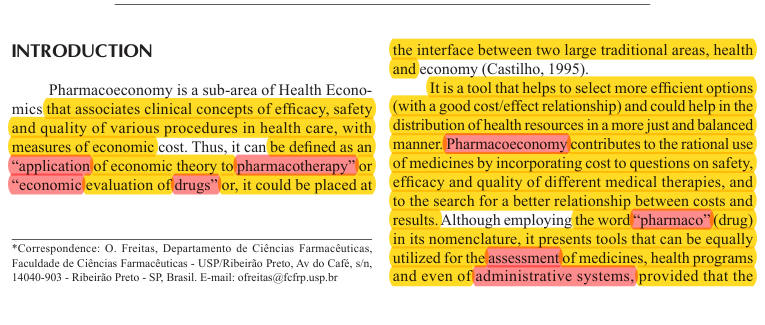 INTRODUCTION
Pharmacoeconomy is a sub-area of Health Econo-
mics that associates clinical concepts of efficacy, safety
and quality of various procedures in health care, with
measures of economic cost. Thus, it can be defined as an
“application of economic theory to pharmacotherapy” or
“economic evaluation of drugs” or, it could be placed at
*Correspondence: O. Freitas, Departamento de Ciências Farmacêuticas,
Faculdade de Ciências Farmacêuticas - USP/Ribeirão Preto, Av do Café, s/n,
14040-903 - Ribeirão Preto - SP, Brasil. E-mail: ofreitas@fcfrp.usp.br
the interface between two large traditional areas, health
and economy (Castilho, 1995).
It is a tool that helps to select more efficient options
(with a good cost/effect relationship) and could help in the
distribution of health resources in a more just and balanced
manner. Pharmacoeconomy contributes to the rational use
of medicines by incorporating cost to questions on safety,
efficacy and quality of different medical therapies, and
to the search for a better relationship between costs and
results. Although employing the word “pharmaco” (drug)
in its nomenclature, it presents tools that can be equally
utilized for the assessment of medicines, health programs
and even of administrative systems, provided that the